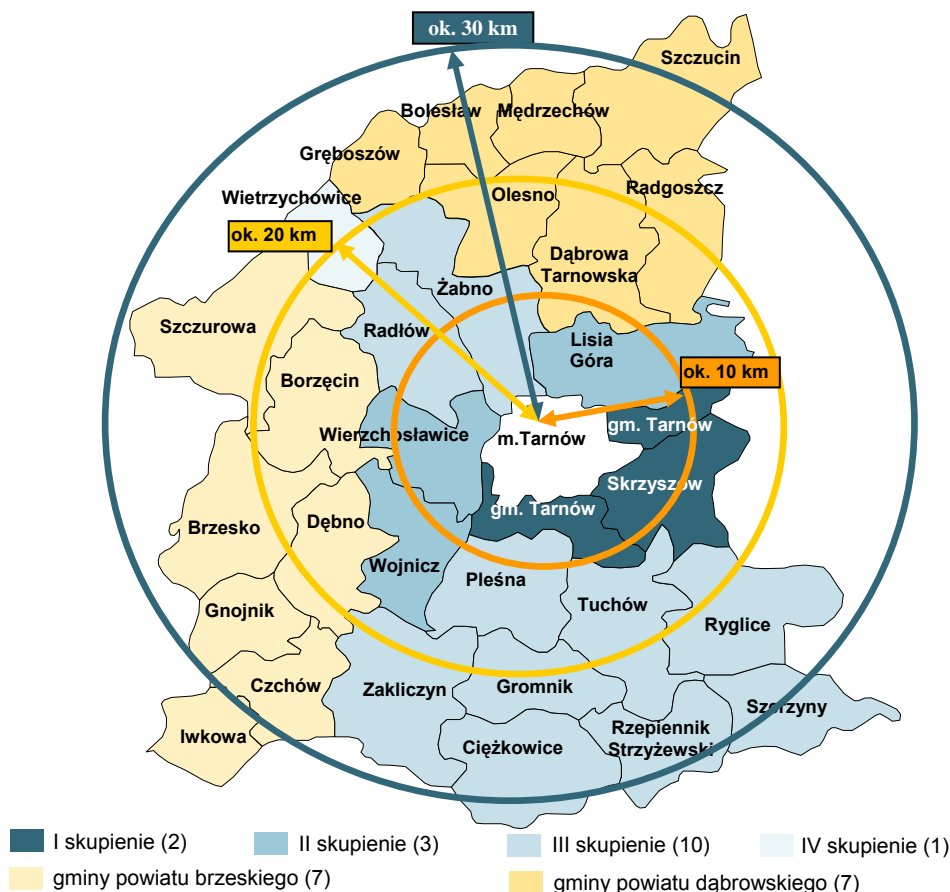 ok. 30 km
Szczucin
Bolesław
Mędrzechów
Gręboszów
Radgoszcz
Wietrzychowice
Olesno
ok. 20 km
Dąbrowa
Tarnowska
Żabno
Szczurowa
Radłów
Lisia
Góra
ok. 10 km
Borzęcin
gm. Tarnów
Wierzchosławice
m.Tarnów
Skrzyszów
gm. Tarnów
Brzesko
Dębno
Wojnicz
Pleśna
Tuchów
Gnojnik
Ryglice
Czchów
Zakliczyn
Gromnik
Szerzyny
Iwkowa
Ciężkowice
Rzepiennik
Strzyżewski
I skupienie (2)
II skupienie (3)
III skupienie (10)
IV skupienie (1)
gminy powiatu brzeskiego (7)
gminy powiatu dąbrowskiego (7)